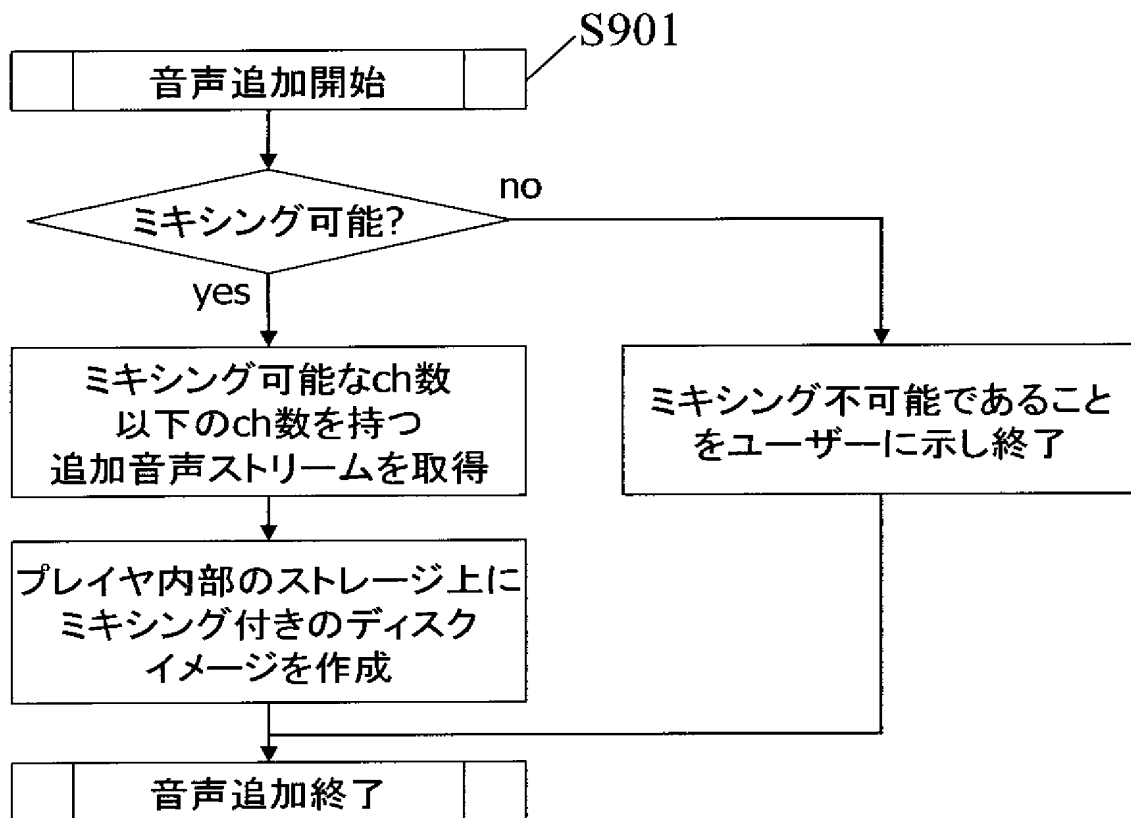 S901
音声追加開始
ミキシング可能?
no
yes
ミキシング可能なch数
以下のch数を持つ
追加音声ストリームを取得
ミキシング不可能であること
をユーザーに示し終了
プレイヤ内部のストレージ上に
ミキシング付きのディスク
イメージを作成
音声追加終了